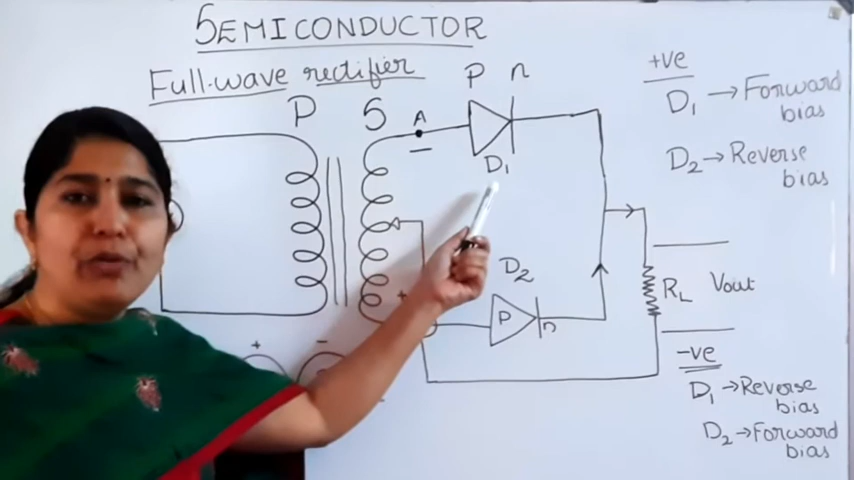 SEMICONDUCTOR
Full-wave rectifier
P S A P n
–
D1
D2
+
P n
+ –
+ve
D1 → Forward
bias
D2 → Reverse
bias
RL Vout
-ve
D1 → Reverse
bias
D2 → Forward
bias